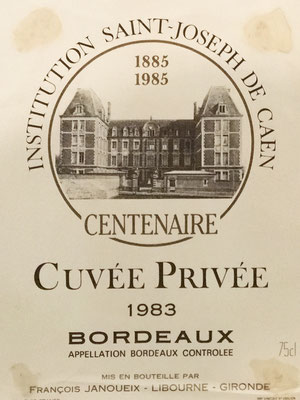 INSTITUTION SAINT-JOSEPH DE CAEN
1885
1985
CENTENAIRE
CUVÉE PRIVÉE
1983
BORDEAUX
APPELLATION BORDEAUX CONTROLEE
75cl
MIS EN BOUTEILLE PAR
FRANÇOIS JANOUEIX - LIBOURNE - GIRONDE